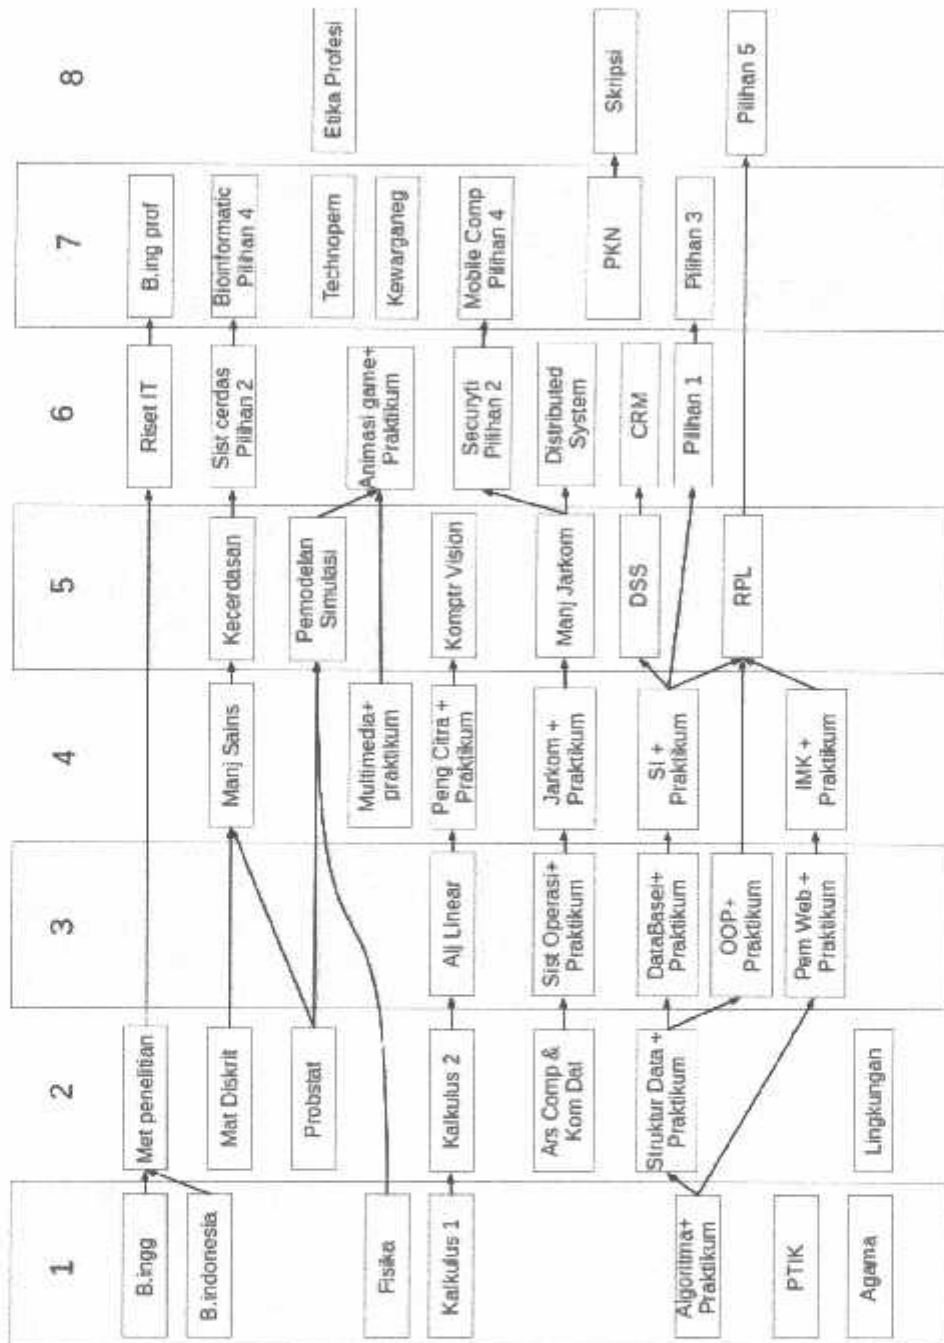 1
B.ingg
B.indonesia
Fisika
Kalkulus 1
Algoritma+
Praktikum
PTIK
Agama
2
Met penelitian
Mat Diskrit
Probstat
Kalkulus 2
Ars Comp &
Kom Dat
Struktur Data +
Praktikum
Lingkungan
3
Alj Linear
Sist Operasi+
Praktikum
DataBasei+
Praktikum
OOP+
Praktikum
Pem Web +
Praktikum
4
Manj Sains
Multimedia+
praktikum
Peng Citra +
Praktikum
Jarkom +
Praktikum
SI +
Praktikum
IMK +
Praktikum
5
Kecerdasan
Pemodelan
Simulasi
Komptr Vision
Manj Jarkom
DSS
RPL
6
Riset IT
Sist cerdas
Pilihan 2
Animasi game+
Praktikum
Securyti
Pilihan 2
Distributed
System
CRM
Pilihan 1
7
B.ing prof
Bioinformatic
Pilihan 4
Technopern
Kewarganeg
Mobile Comp
Pilihan 4
PKN
Pilihan 3
8
Etika Profesi
Skripsi
Pilihan 5